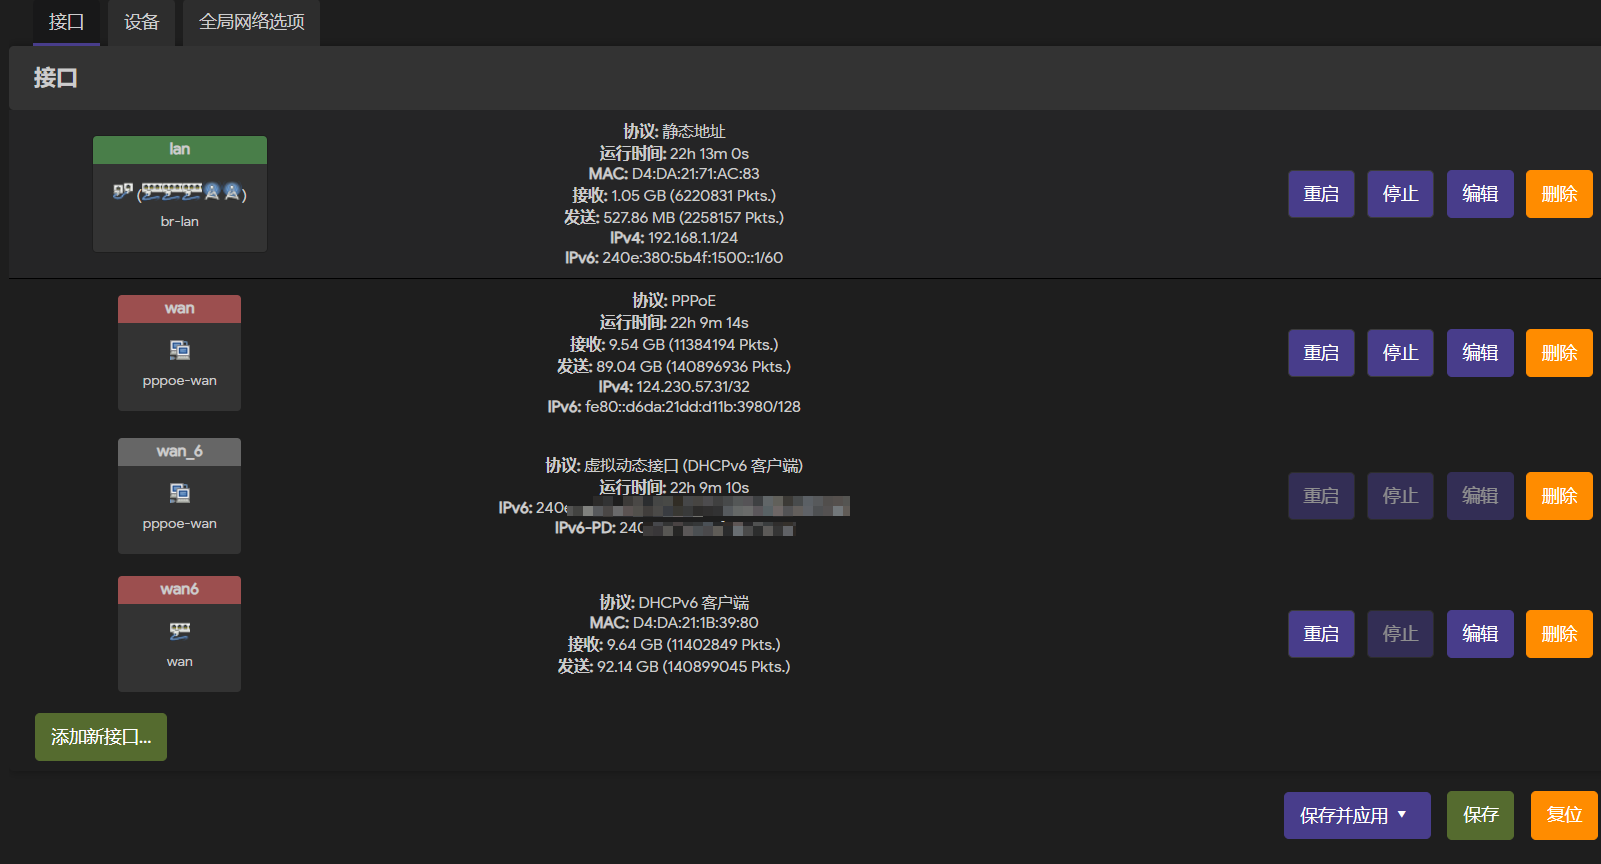 接口 设备 全局网络选项
接口
lan
br-lan
协议: 静态地址
运行时间: 22h 13m 0s
MAC: D4:DA:21:71:AC:83
接收: 1.05 GB (6220831 Pkts.)
发送: 527.86 MB (2258157 Pkts.)
IPv4: 192.168.1.1/24
IPv6: 240e:380:5b4f:1500::1/60
重启 停止 编辑 删除
wan
pppoe-wan
协议: PPPoE
运行时间: 22h 9m 14s
接收: 9.54 GB (11384194 Pkts.)
发送: 89.04 GB (140896936 Pkts.)
IPv4: 124.230.57.31/32
IPv6: fe80::d6da:21dd:d11b:3980/128
重启 停止 编辑 删除
wan_6
pppoe-wan
协议: 虚拟动态接口 (DHCPv6 客户端)
运行时间: 22h 9m 10s
IPv6: 240e
IPv6-PD: 240
重启 停止 编辑 删除
wan6
wan
协议: DHCPv6 客户端
MAC: D4:DA:21:1B:39:80
接收: 9.64 GB (11402849 Pkts.)
发送: 92.14 GB (140899045 Pkts.)
重启 停止 编辑 删除
添加新接口...
保存并应用 保存 复位